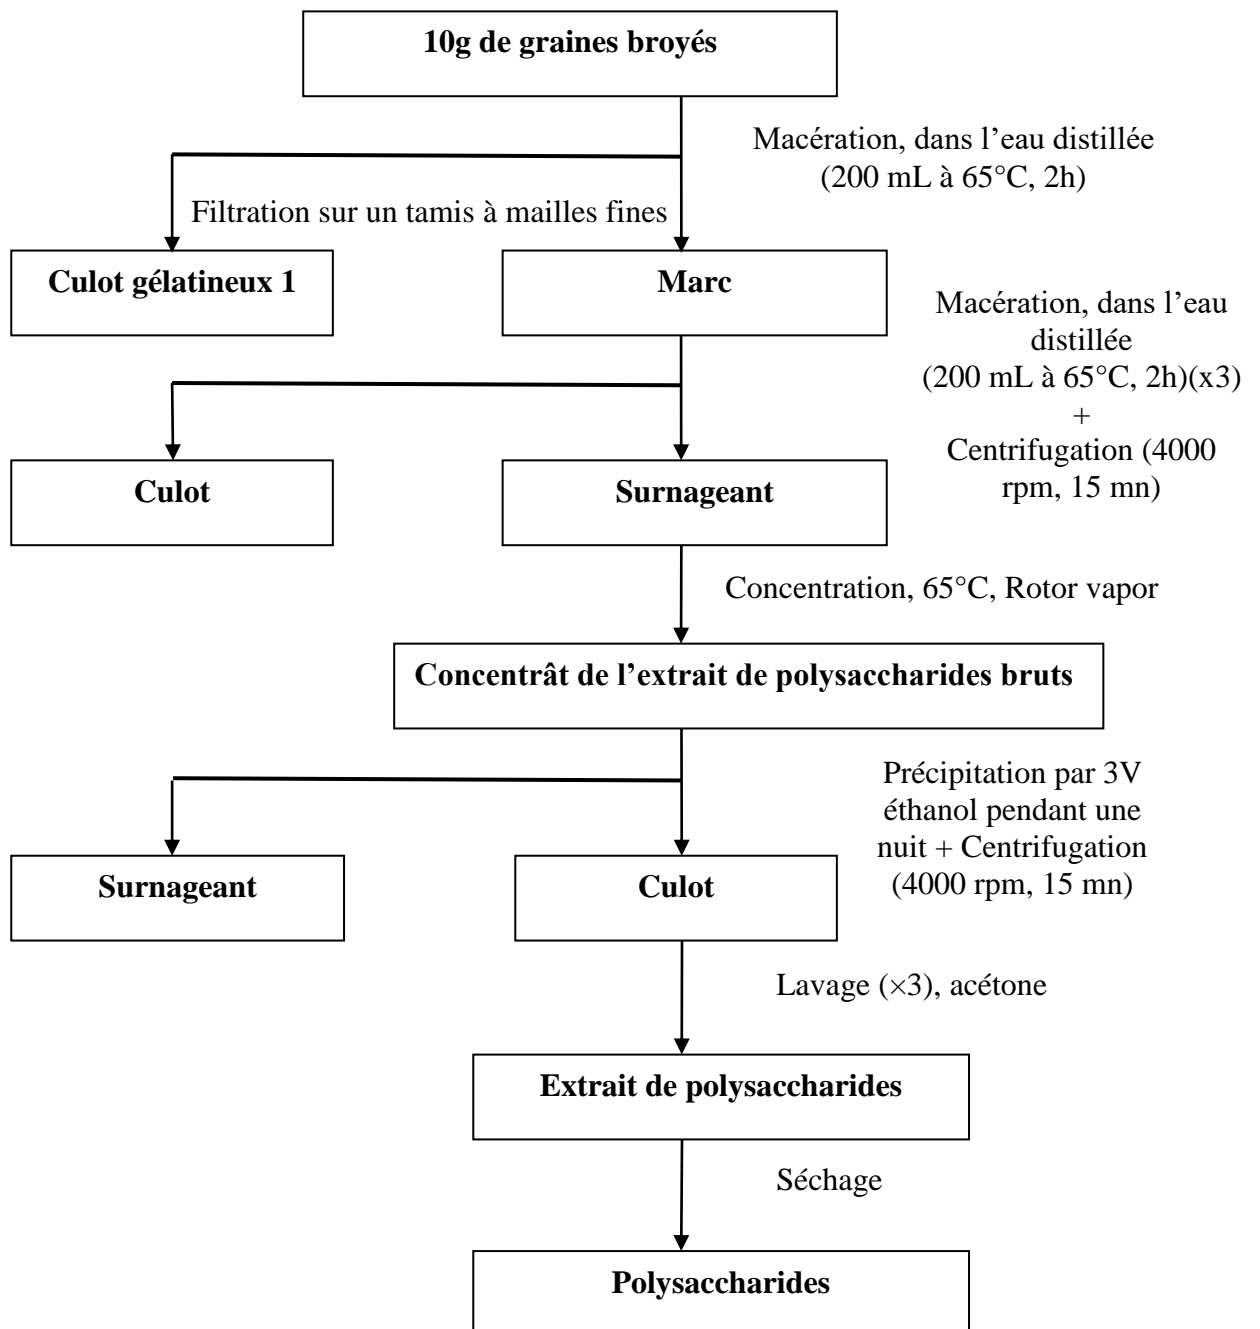 10g de graines broyés
Macération, dans l’eau distillée
(200 mL à 65°C, 2h)
Filtration sur un tamis à mailles fines
Culot gélatineux 1
Marc
Macération, dans l’eau
distillée
(200 mL à 65°C, 2h)(x3)
+
Centrifugation (4000
rpm, 15 mn)
Culot
Surnageant
Concentration, 65°C, Rotor vapor
Concentrât de l’extrait de polysaccharides bruts
Précipitation par 3V
éthanol pendant une
nuit + Centrifugation
(4000 rpm, 15 mn)
Surnageant
Culot
Lavage (×3), acétone
Extrait de polysaccharides
Séchage
Polysaccharides